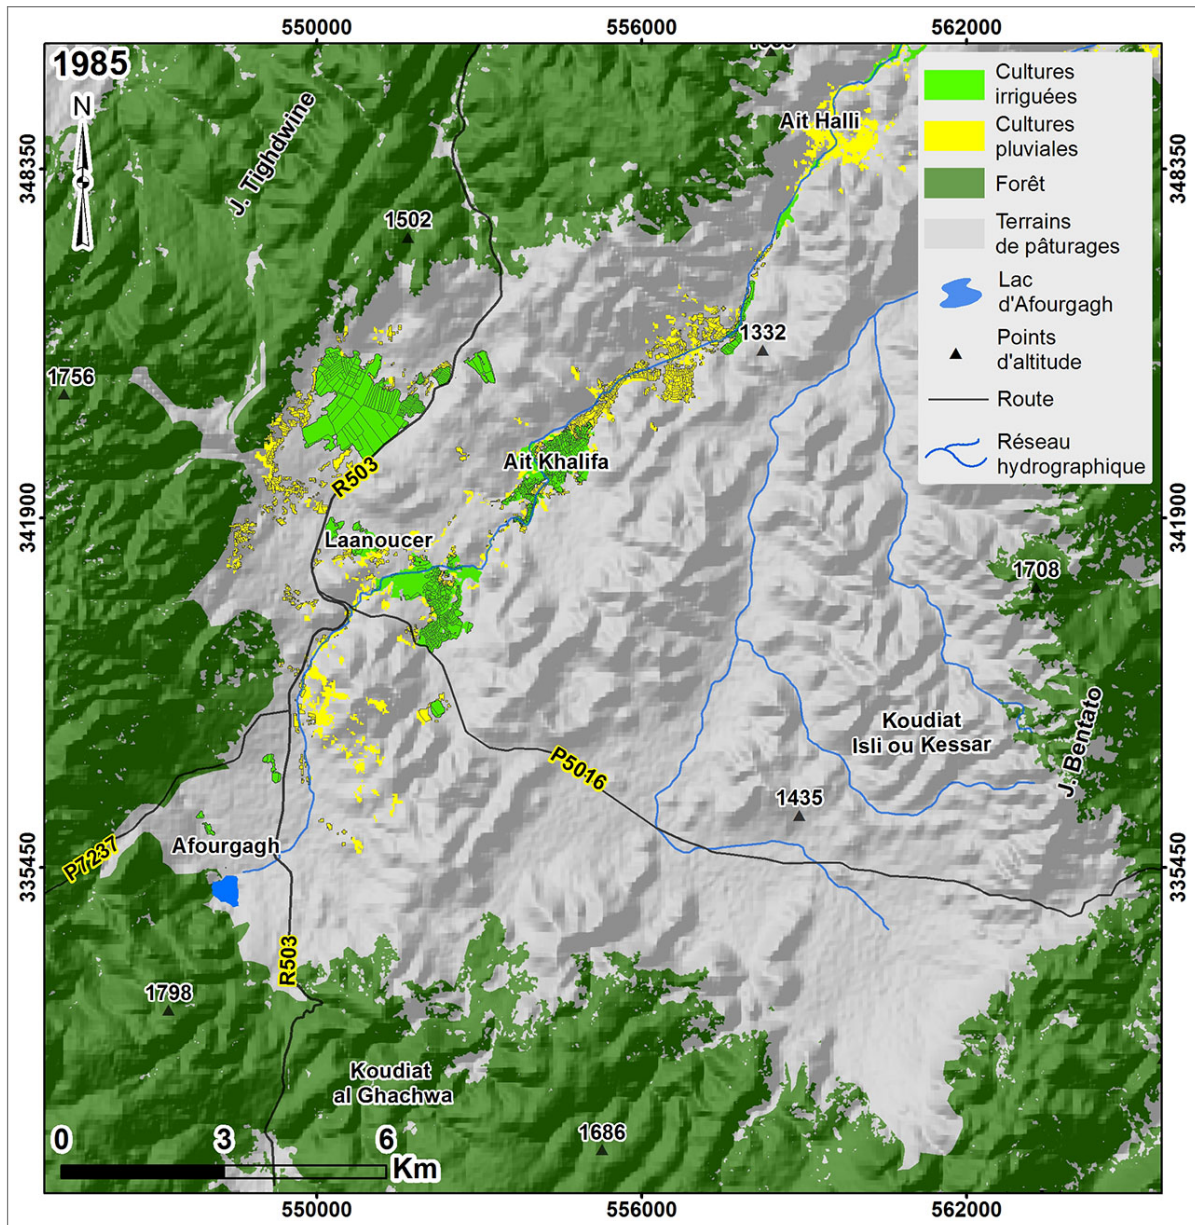 550000
556000
562000
1985
N
J. Tighdwine
Ait Halli
Cultures
irriguées
Cultures
pluviales
Forêt
Terrains
de pâturages
Lac
d'Afourgagh
Points
d'altitude
Route
Réseau
hydrographique
348350
348350
1502
1332
1756
R503
Ait Khalifa
341900
341900
Laanoucer
1708
Koudiat
Isli ou Kessar
J. Bentato
P5016
1435
Afourgagh
P7237
335450
335450
R503
1798
Koudiat
al Ghachwa
1686
0 3 6
Km
550000
556000
562000